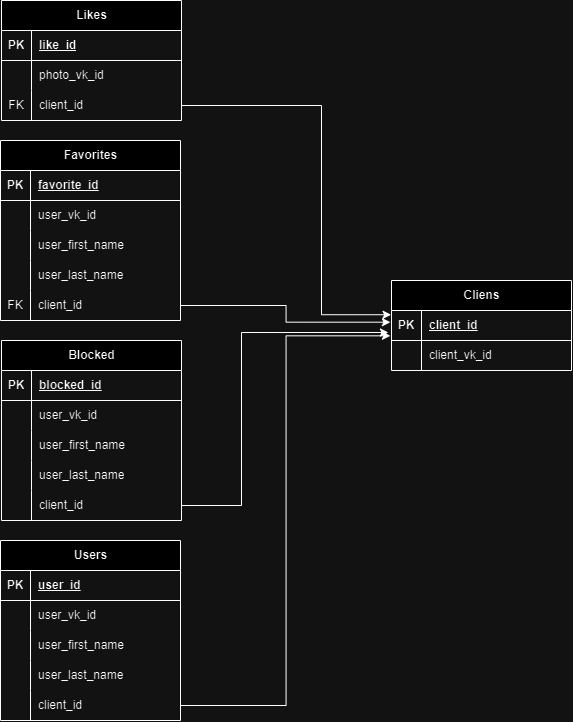 Likes
PK like_id
photo_vk_id
FK client_id
Favorites
PK favorite_id
user_vk_id
user_first_name
user_last_name
FK client_id
Blocked
PK blocked_id
user_vk_id
user_first_name
user_last_name
client_id
Users
PK user_id
user_vk_id
user_first_name
user_last_name
client_id
Cliens
PK client_id
client_vk_id